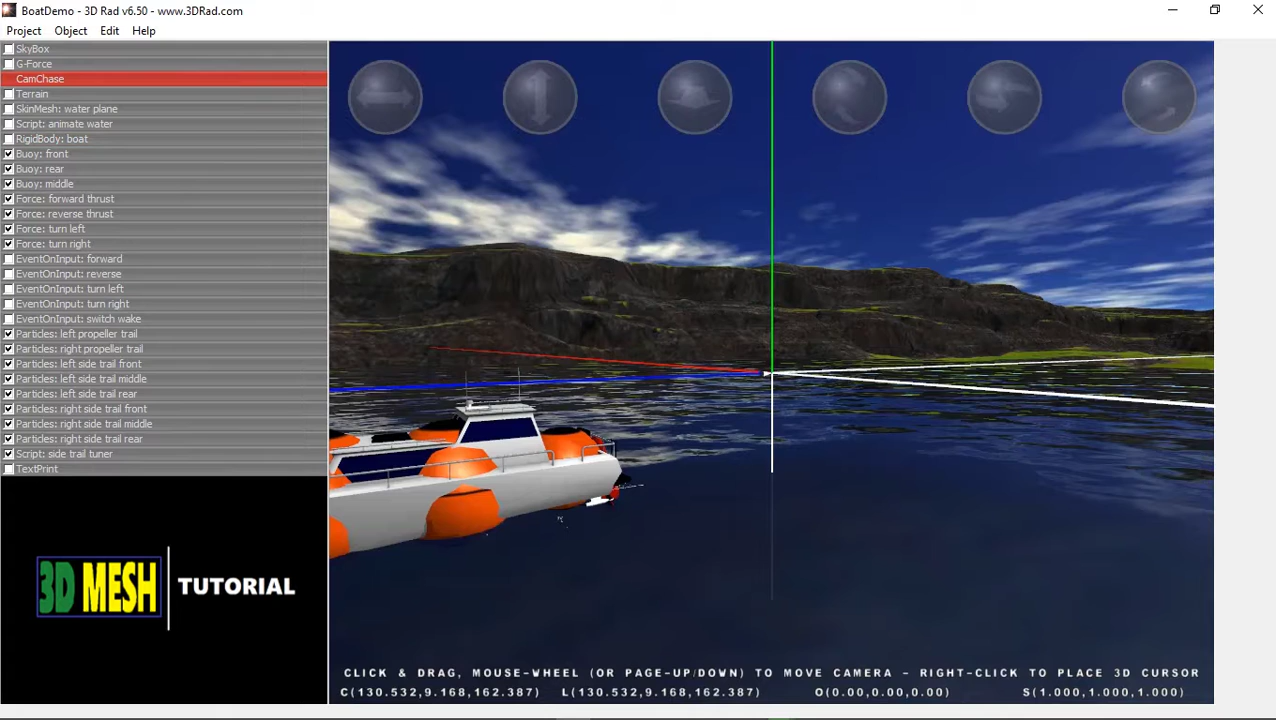 BoatDemo - 3D Rad v6.50 - www.3DRad.com
Project Object Edit Help
SkyBox
G-Force
CamChase
Terrain
SkinMesh: water plane
Script: animate water
RigidBody: boat
Buoy: front
Buoy: rear
Buoy: middle
Force: forward thrust
Force: reverse thrust
Force: turn left
Force: turn right
EventOnInput: forward
EventOnInput: reverse
EventOnInput: turn left
EventOnInput: turn right
EventOnInput: switch wake
Particles: left propeller trail
Particles: right propeller trail
Particles: left side trail front
Particles: left side trail middle
Particles: left side trail rear
Particles: right side trail front
Particles: right side trail middle
Particles: right side trail rear
Script: side trail tuner
TextPrint
3D MESH TUTORIAL
CLICK & DRAG, MOUSE-WHEEL (OR PAGE-UP/DOWN) TO MOVE CAMERA - RIGHT-CLICK TO PLACE 3D CURSOR
C(130.532,9.168,162.387) L(130.532,9.168,162.387) O(0.00,0.00,0.00) S(1.000,1.000,1.000)